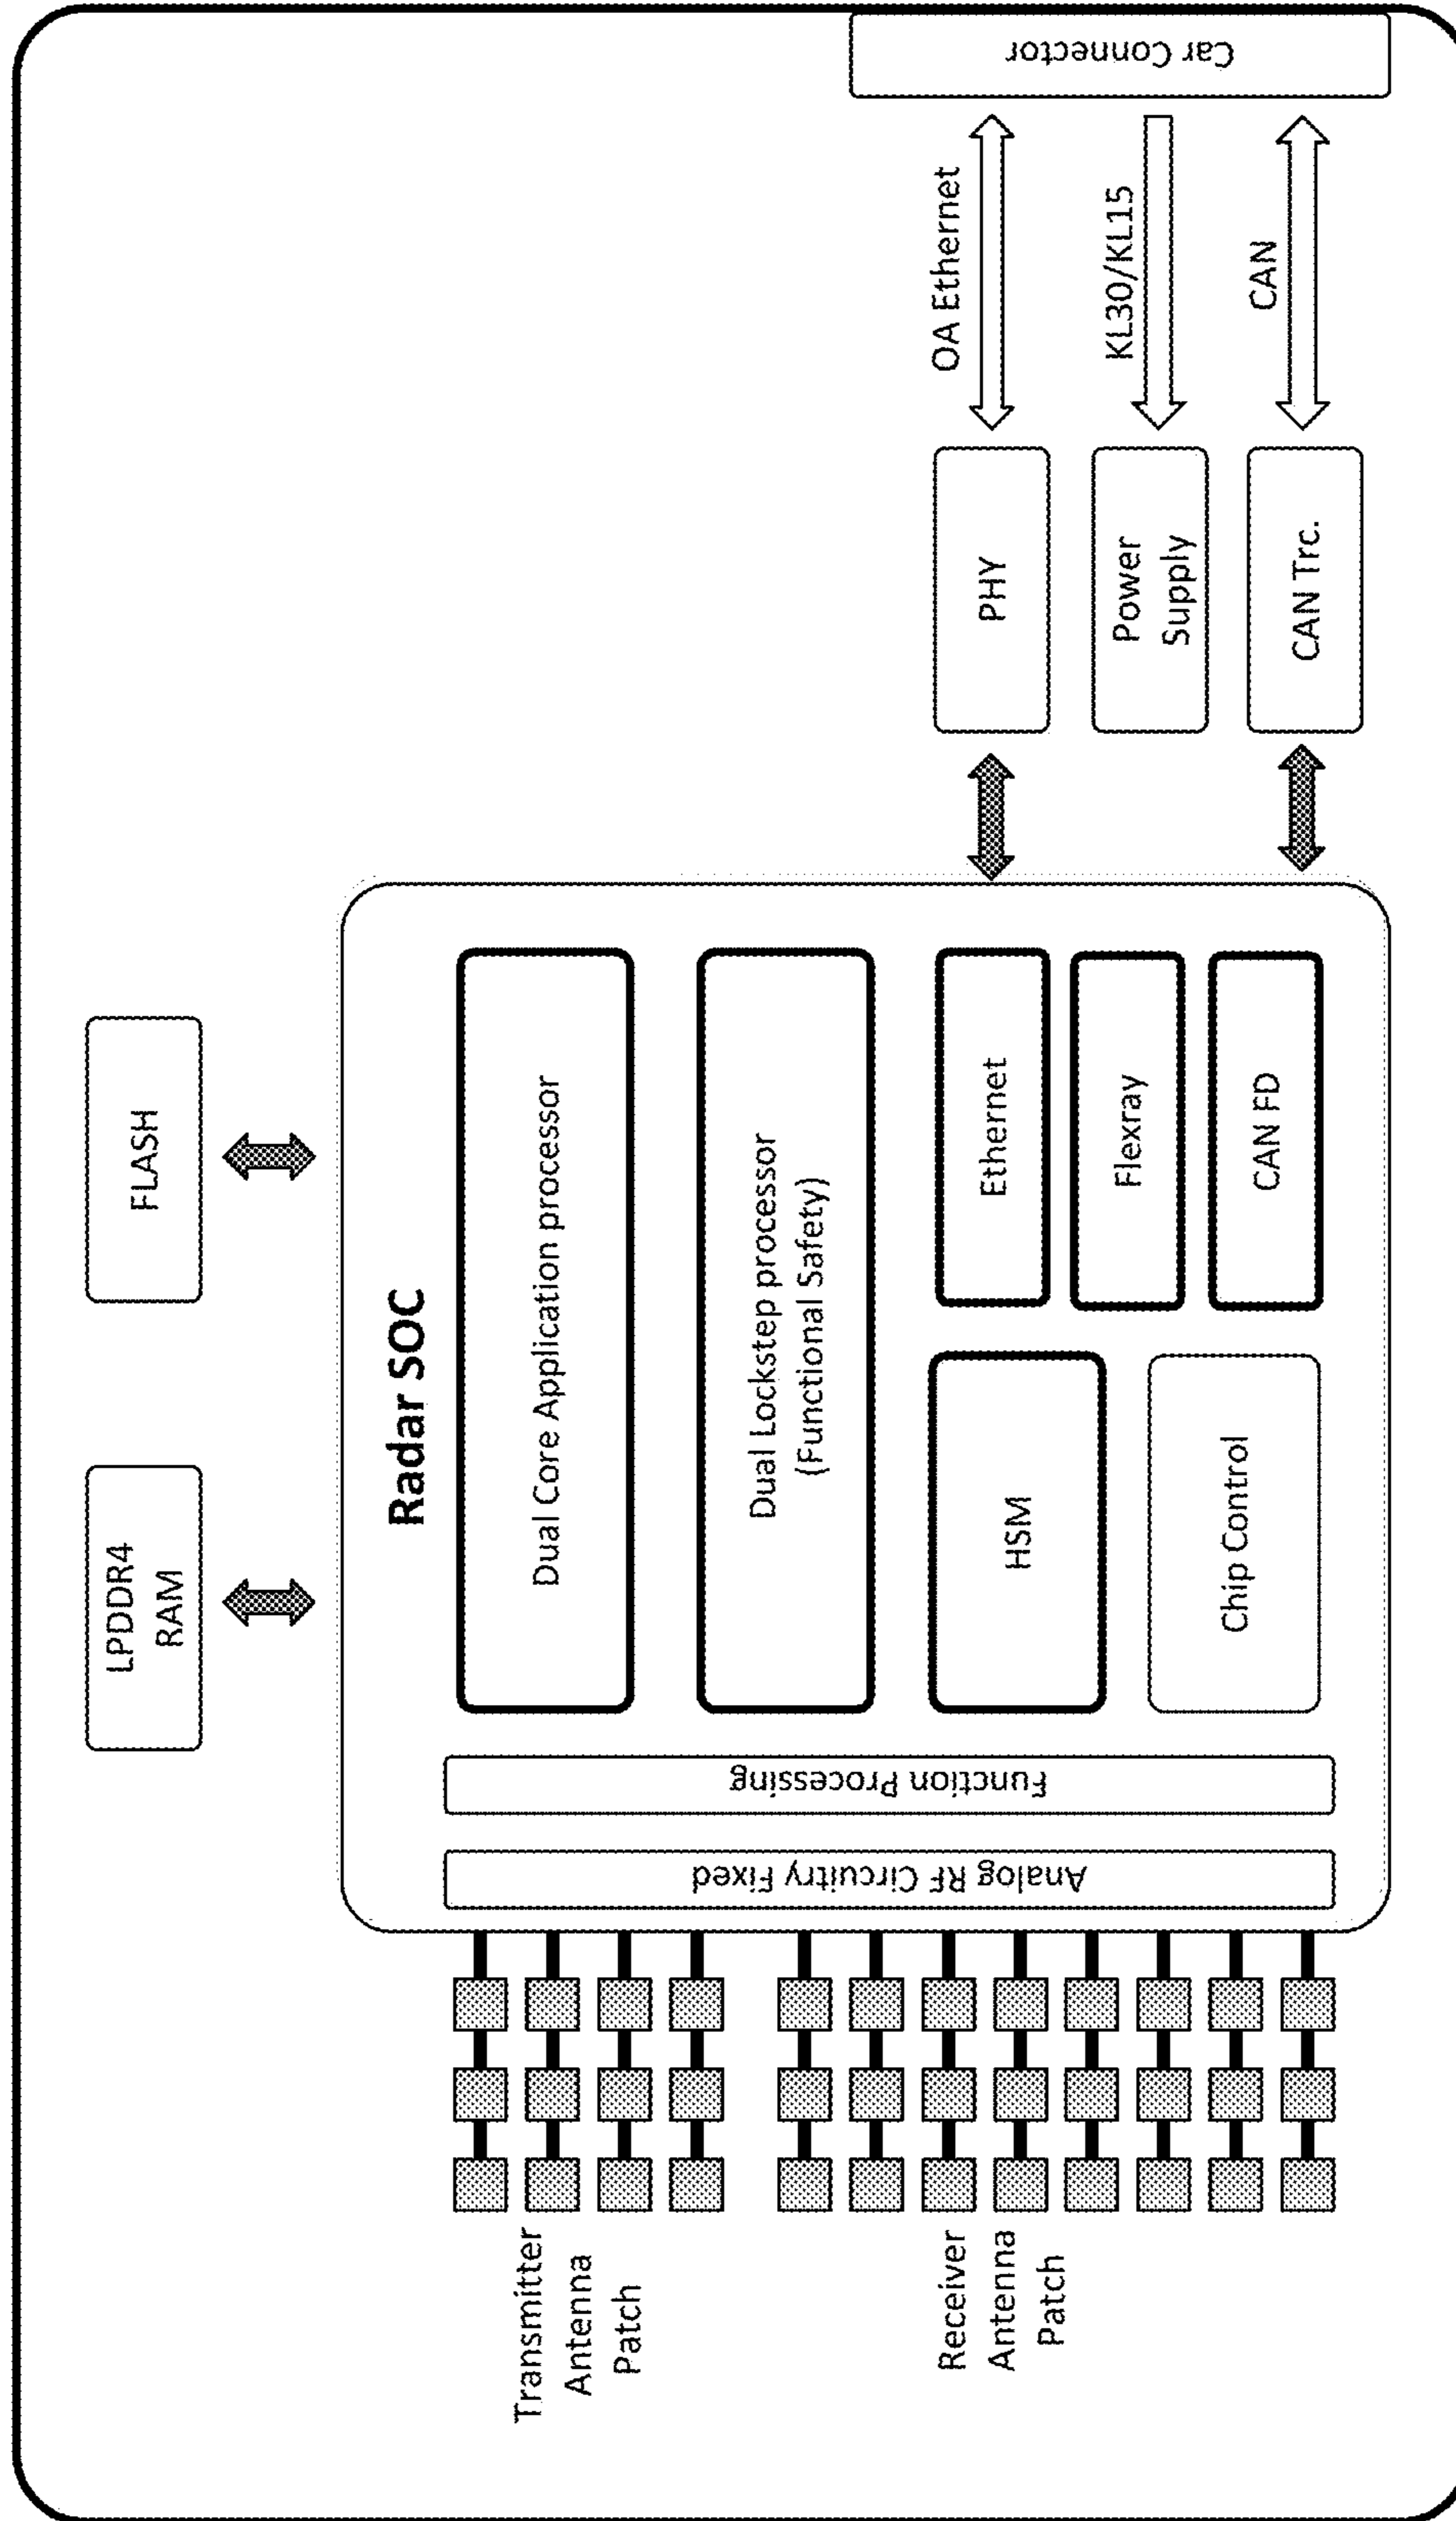 LPDDR4
RAM
FLASH
Radar SOC
Dual Core Application processor
Dual Lockstep processor
(Functional Safety)
HSM
Chip Control
Ethernet
Flexray
CAN FD
Analog RF Circuitry Fixed
Function Processing
Transmitter
Antenna
Patch
Receiver
Antenna
Patch
PHY
Power
Supply
CAN Trc.
OA Ethernet
KL30/KL15
CAN
Car Connector